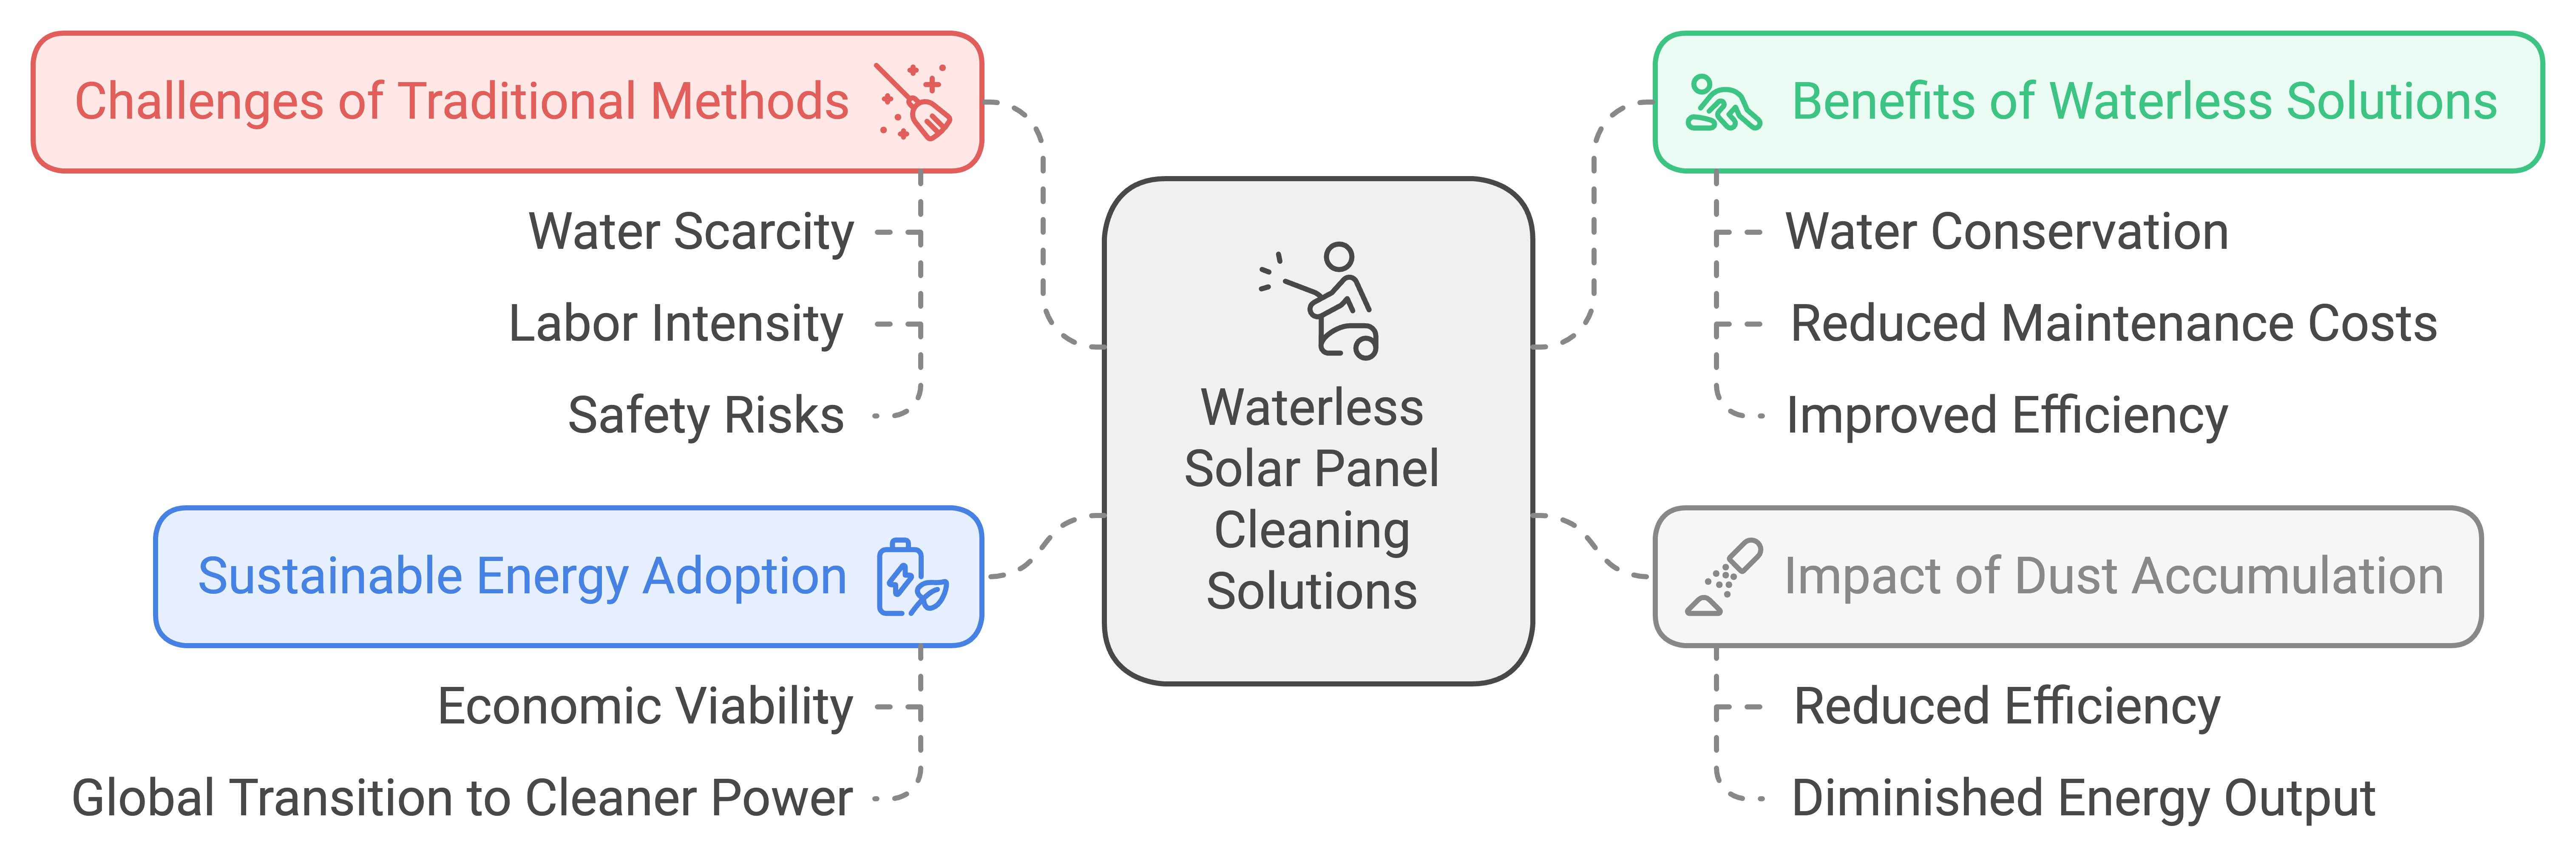 Challenges of Traditional Methods
Water Scarcity
Labor Intensity
Safety Risks
Sustainable Energy Adoption
Economic Viability
Global Transition to Cleaner Power
Waterless
Solar Panel
Cleaning
Solutions
Benefits of Waterless Solutions
Water Conservation
Reduced Maintenance Costs
Improved Efficiency
Impact of Dust Accumulation
Reduced Efficiency
Diminished Energy Output